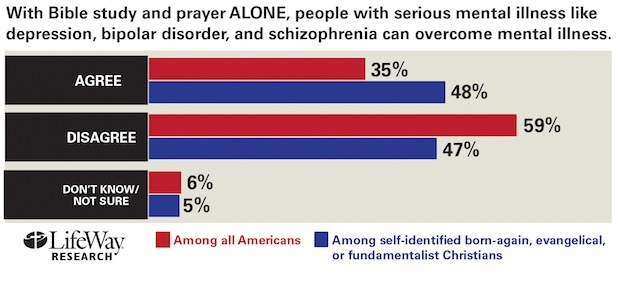 With Bible study and prayer ALONE, people with serious mental illness like
depression, bipolar disorder, and schizophrenia can overcome mental illness.
AGREE
35%
48%
DISAGREE
59%
47%
DON'T KNOW/
NOT SURE
6%
5%
LifeWay
RESEARCH
Among all Americans
Among self-identified born-again, evangelical,
or fundamentalist Christians